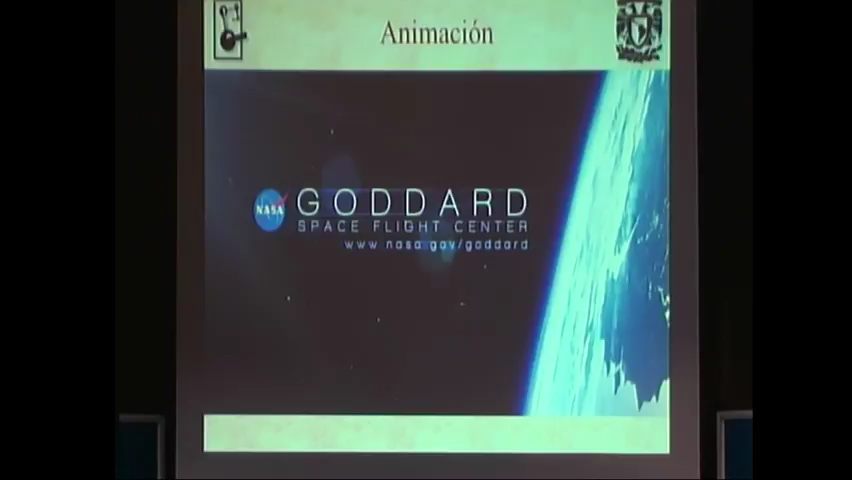 Animación
NASA
GODDARD
SPACE FLIGHT CENTER
www.nasa.gov/goddard